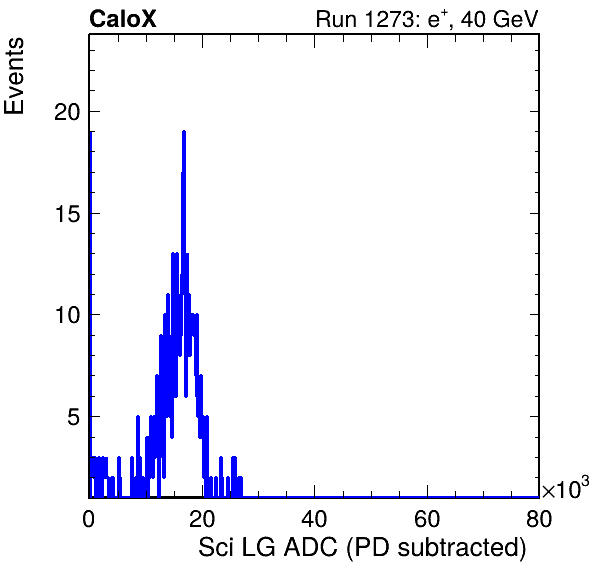 CaloX Run 1273: e⁺, 40 GeV
Events
20
15
10
5
0 20 40 60 80
×10³
Sci LG ADC (PD subtracted)